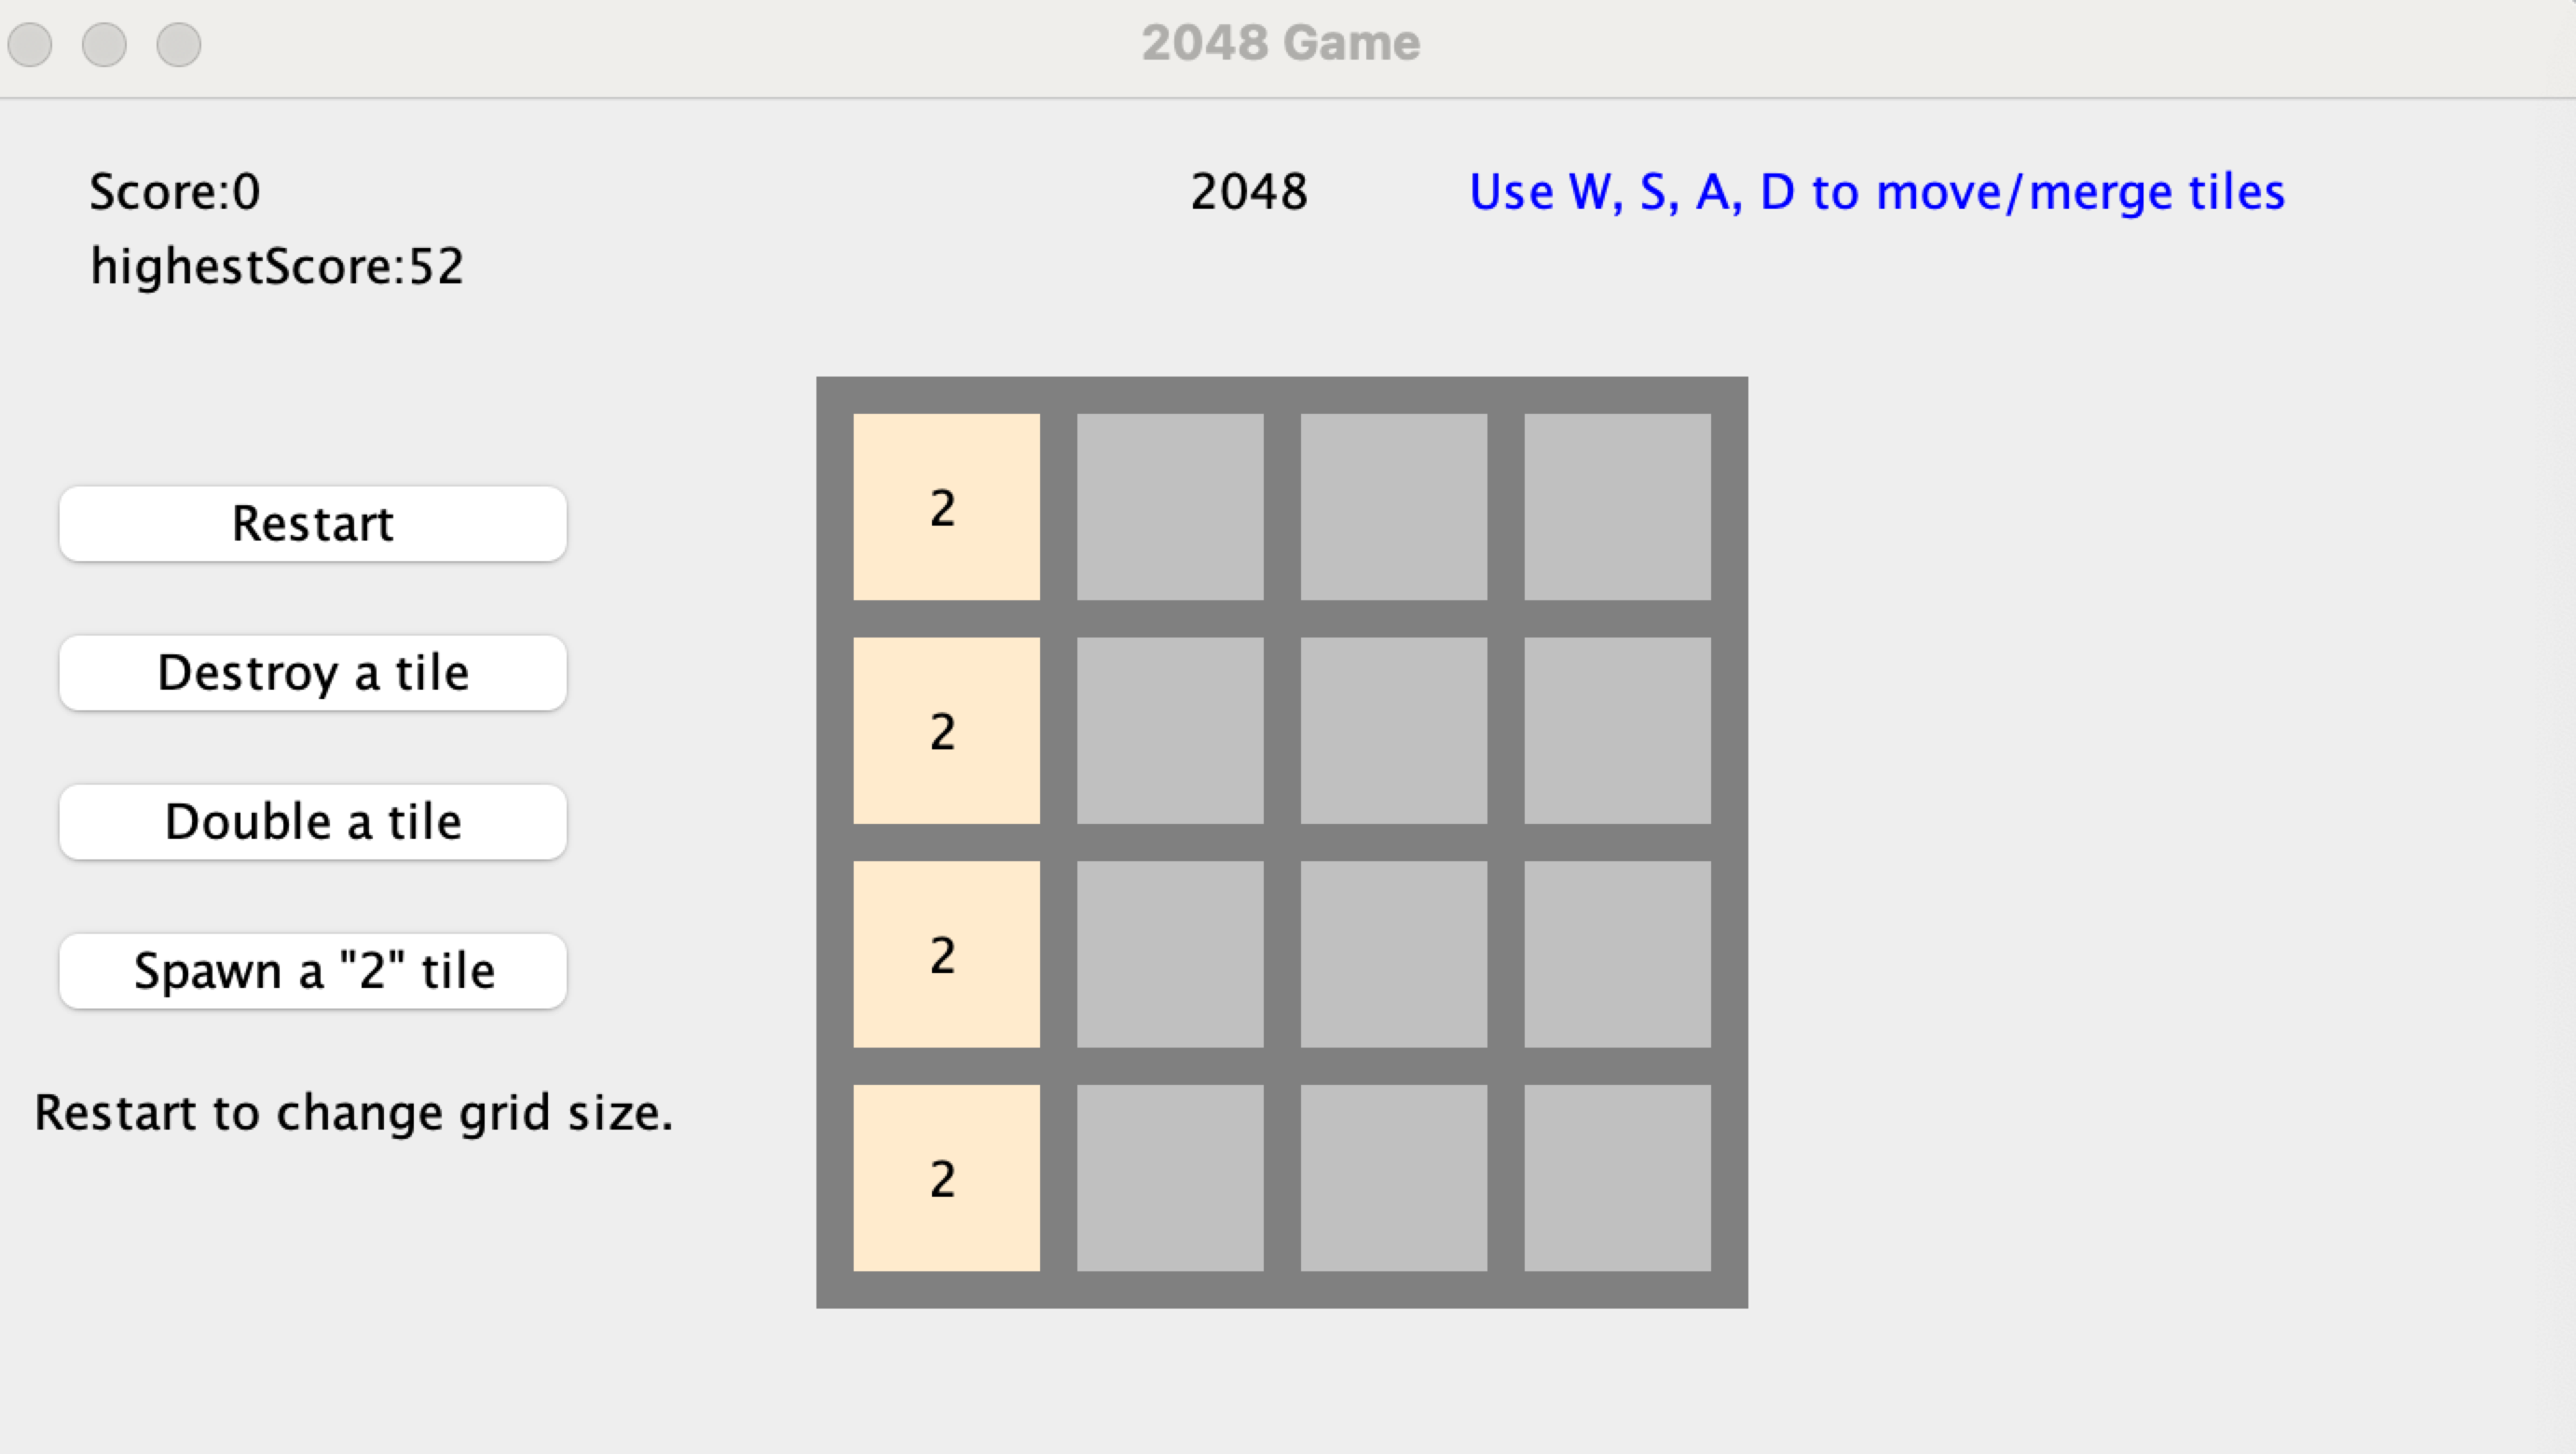 2048 Game
Score:0
2048
Use W, S, A, D to move/merge tiles
highestScore:52
Restart
Destroy a tile
Double a tile
Spawn a "2" tile
Restart to change grid size.
2
2
2
2